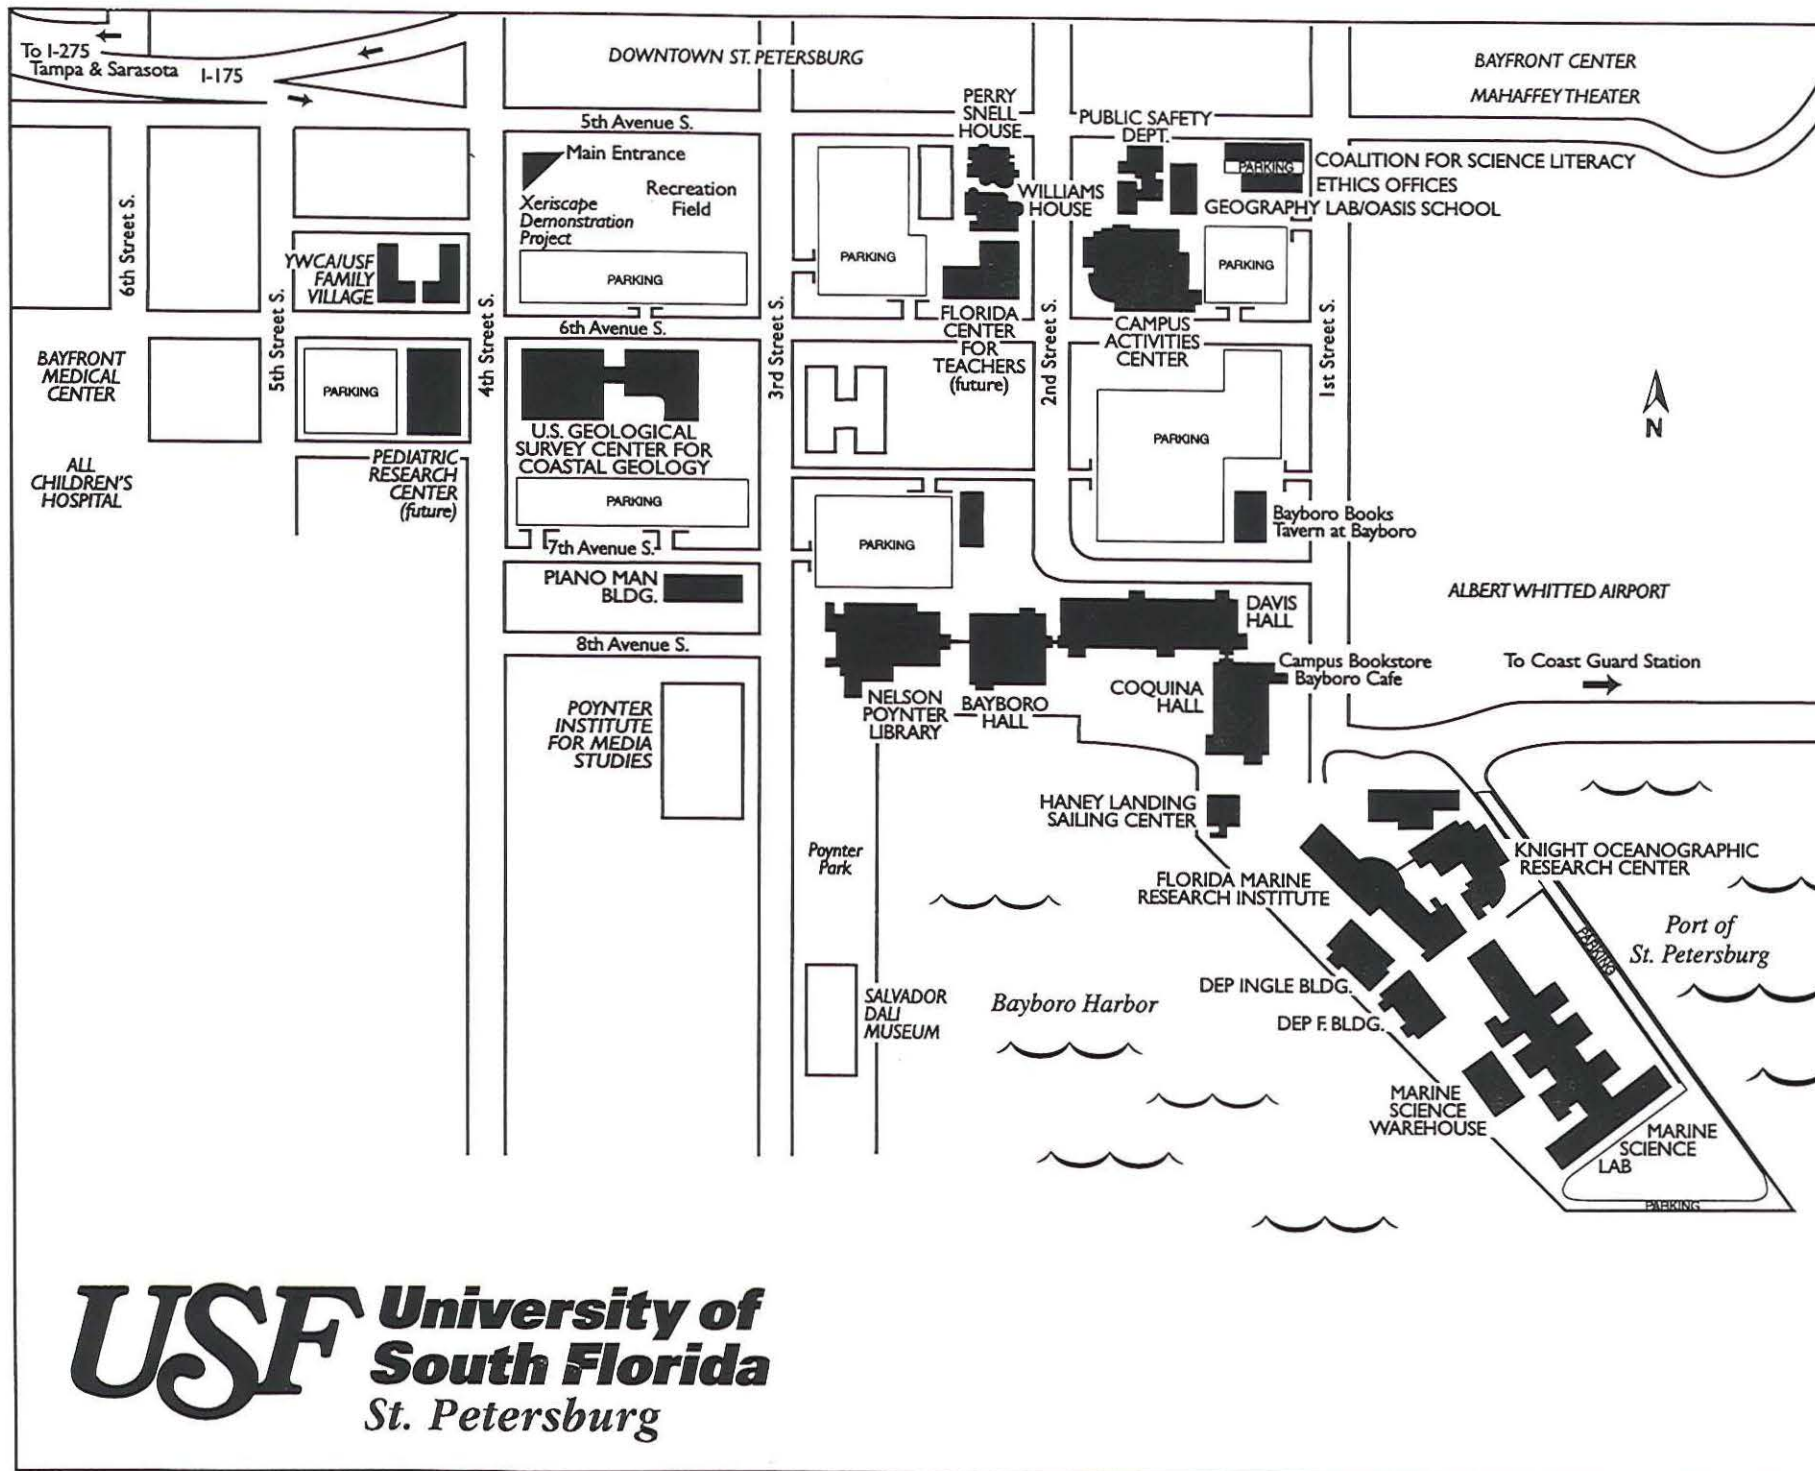 To I-275
Tampa & Sarasota
I-175
DOWNTOWN ST. PETERSBURG
BAYFRONT CENTER
MAHAFFEY THEATER
5th Avenue S.
PERRY
SNELL
HOUSE
PUBLIC SAFETY
DEPT.
Main Entrance
Recreation
Field
Xeriscape
Demonstration
Project
PARKING
WILLIAMS
HOUSE
PARKING
COALITION FOR SCIENCE LITERACY
ETHICS OFFICES
GEOGRAPHY LAB/OASIS SCHOOL
6th Street S.
YWCA/USF
FAMILY
VILLAGE
PARKING
PARKING
5th Street S.
4th Street S.
3rd Street S.
2nd Street S.
1st Street S.
6th Avenue S.
FLORIDA
CENTER
FOR
TEACHERS
(future)
CAMPUS
ACTIVITIES
CENTER
BAYFRONT
MEDICAL
CENTER
PARKING
N
U.S. GEOLOGICAL
SURVEY CENTER FOR
COASTAL GEOLOGY
PARKING
ALL
CHILDREN'S
HOSPITAL
PEDIATRIC
RESEARCH
CENTER
(future)
PARKING
PARKING
Bayboro Books
Tavern at Bayboro
7th Avenue S.
PIANO MAN
BLDG.
ALBERT WHITTED AIRPORT
DAVIS
HALL
8th Avenue S.
Campus Bookstore
Bayboro Cafe
To Coast Guard Station
COQUINA
HALL
NELSON
POYNTER
LIBRARY
BAYBORO
HALL
POYNTER
INSTITUTE
FOR MEDIA
STUDIES
HANEY LANDING
SAILING CENTER
Poynter
Park
KNIGHT OCEANOGRAPHIC
RESEARCH CENTER
FLORIDA MARINE
RESEARCH INSTITUTE
Port of
St. Petersburg
PARKING
DEP INGLE BLDG.
SALVADOR
DALI
MUSEUM
Bayboro Harbor
DEP F. BLDG.
MARINE
SCIENCE
WAREHOUSE
MARINE
SCIENCE
LAB
PARKING
USF University of
South Florida
St. Petersburg